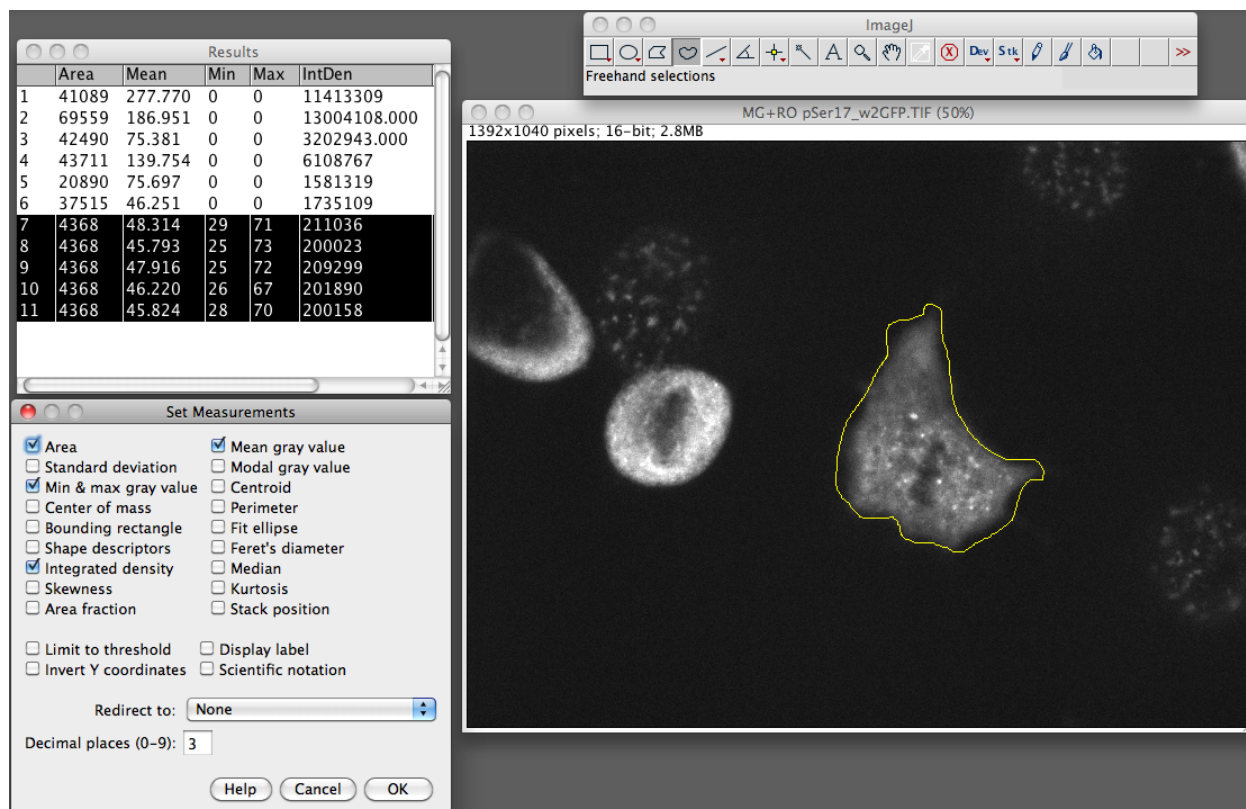 Results
Area Mean Min Max IntDen
1 41089 277.770 0 0 11413309
2 69559 186.951 0 0 13004108.000
3 42490 75.381 0 0 3202943.000
4 43711 139.754 0 0 6108767
5 20890 75.697 0 0 1581319
6 37515 46.251 0 0 1735109
7 4368 48.314 29 71 211036
8 4368 45.793 25 73 200023
9 4368 47.916 25 72 209299
10 4368 46.220 26 67 201890
11 4368 45.824 28 70 200158
ImageJ
A Dev Stk >>
Freehand selections
MG+RO pSer17_w2GFP.TIF (50%)
1392x1040 pixels; 16-bit; 2.8MB
Set Measurements
Area Mean gray value
Standard deviation Modal gray value
Min & max gray value Centroid
Center of mass Perimeter
Bounding rectangle Fit ellipse
Shape descriptors Feret's diameter
Integrated density Median
Skewness Kurtosis
Area fraction Stack position
Limit to threshold Display label
Invert Y coordinates Scientific notation
Redirect to: None
Decimal places (0-9): 3
Help Cancel OK